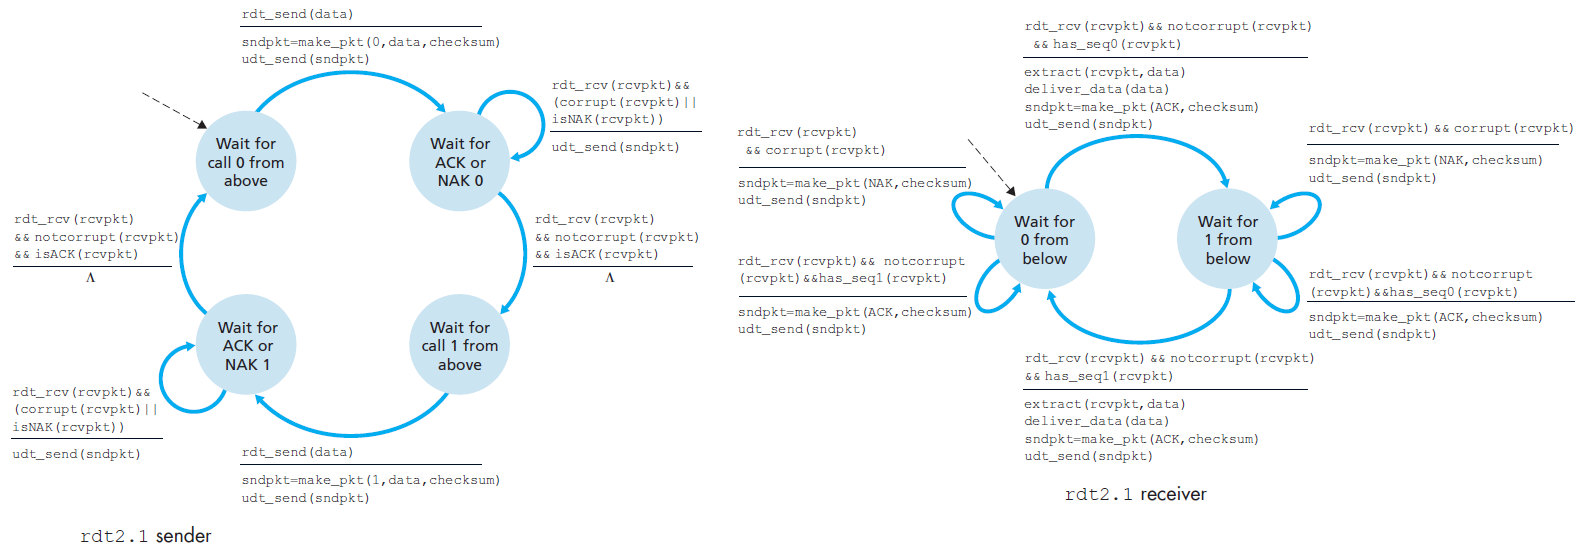 rdt_send(data)
sndpkt=make_pkt(0,data,checksum)
udt_send(sndpkt)
rdt_rcv(rcvpkt)&&
(corrupt(rcvpkt)||
isNAK(rcvpkt))
udt_send(sndpkt)
Wait for
call 0 from
above
Wait for
ACK or
NAK 0
rdt_rcv(rcvpkt)
&& notcorrupt(rcvpkt)
&& isACK(rcvpkt)
Λ
rdt_rcv(rcvpkt)
&& notcorrupt(rcvpkt)
&& isACK(rcvpkt)
Λ
Wait for
ACK or
NAK 1
Wait for
call 1 from
above
rdt_rcv(rcvpkt)&&
(corrupt(rcvpkt)||
isNAK(rcvpkt))
udt_send(sndpkt)
rdt_send(data)
sndpkt=make_pkt(1,data,checksum)
udt_send(sndpkt)
rdt2.1 sender
rdt_rcv(rcvpkt)&& notcorrupt(rcvpkt)
&& has_seq0(rcvpkt)
extract(rcvpkt,data)
deliver_data(data)
sndpkt=make_pkt(ACK,checksum)
udt_send(sndpkt)
rdt_rcv(rcvpkt)
&& corrupt(rcvpkt)
sndpkt=make_pkt(NAK,checksum)
udt_send(sndpkt)
rdt_rcv(rcvpkt) && corrupt(rcvpkt)
sndpkt=make_pkt(NAK,checksum)
udt_send(sndpkt)
Wait for
0 from
below
Wait for
1 from
below
rdt_rcv(rcvpkt)&& notcorrupt
(rcvpkt)&&has_seq1(rcvpkt)
sndpkt=make_pkt(ACK,checksum)
udt_send(sndpkt)
rdt_rcv(rcvpkt)&& notcorrupt
(rcvpkt)&&has_seq0(rcvpkt)
sndpkt=make_pkt(ACK,checksum)
udt_send(sndpkt)
rdt_rcv(rcvpkt) && notcorrupt(rcvpkt)
&& has_seq1(rcvpkt)
extract(rcvpkt,data)
deliver_data(data)
sndpkt=make_pkt(ACK,checksum)
udt_send(sndpkt)
rdt2.1 receiver